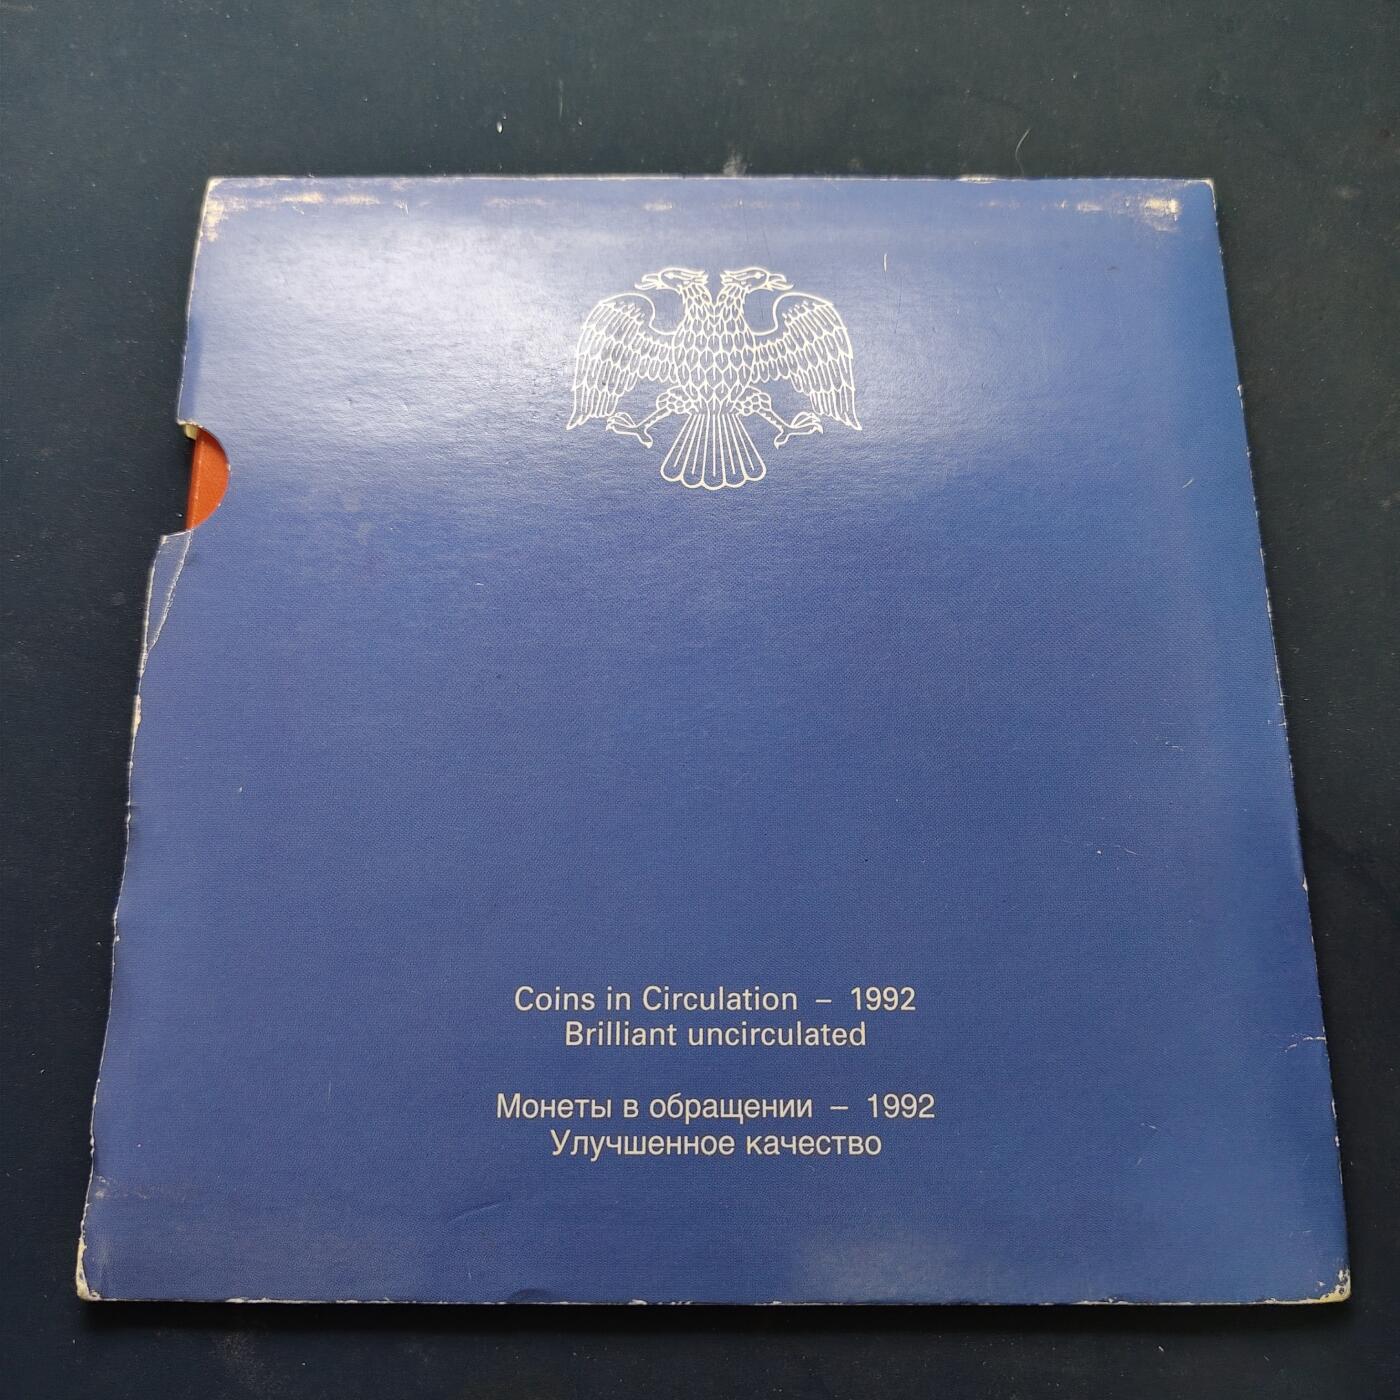 Coins in Circulation – 1992
Brilliant uncirculated
Монеты в обращении – 1992
Улучшенное качество